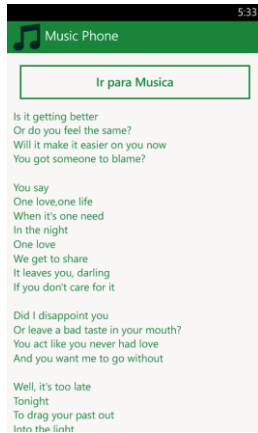 5:33
Music Phone
Ir para Musica
Is it getting better
Or do you feel the same?
Will it make it easier on you now
You got someone to blame?
You say
One love,one life
When it's one need
In the night
One love
We get to share
It leaves you, darling
If you don't care for it
Did I disappoint you
Or leave a bad taste in your mouth?
You act like you never had love
And you want me to go without
Well, it's too late
Tonight
To drag your past out
Into the light